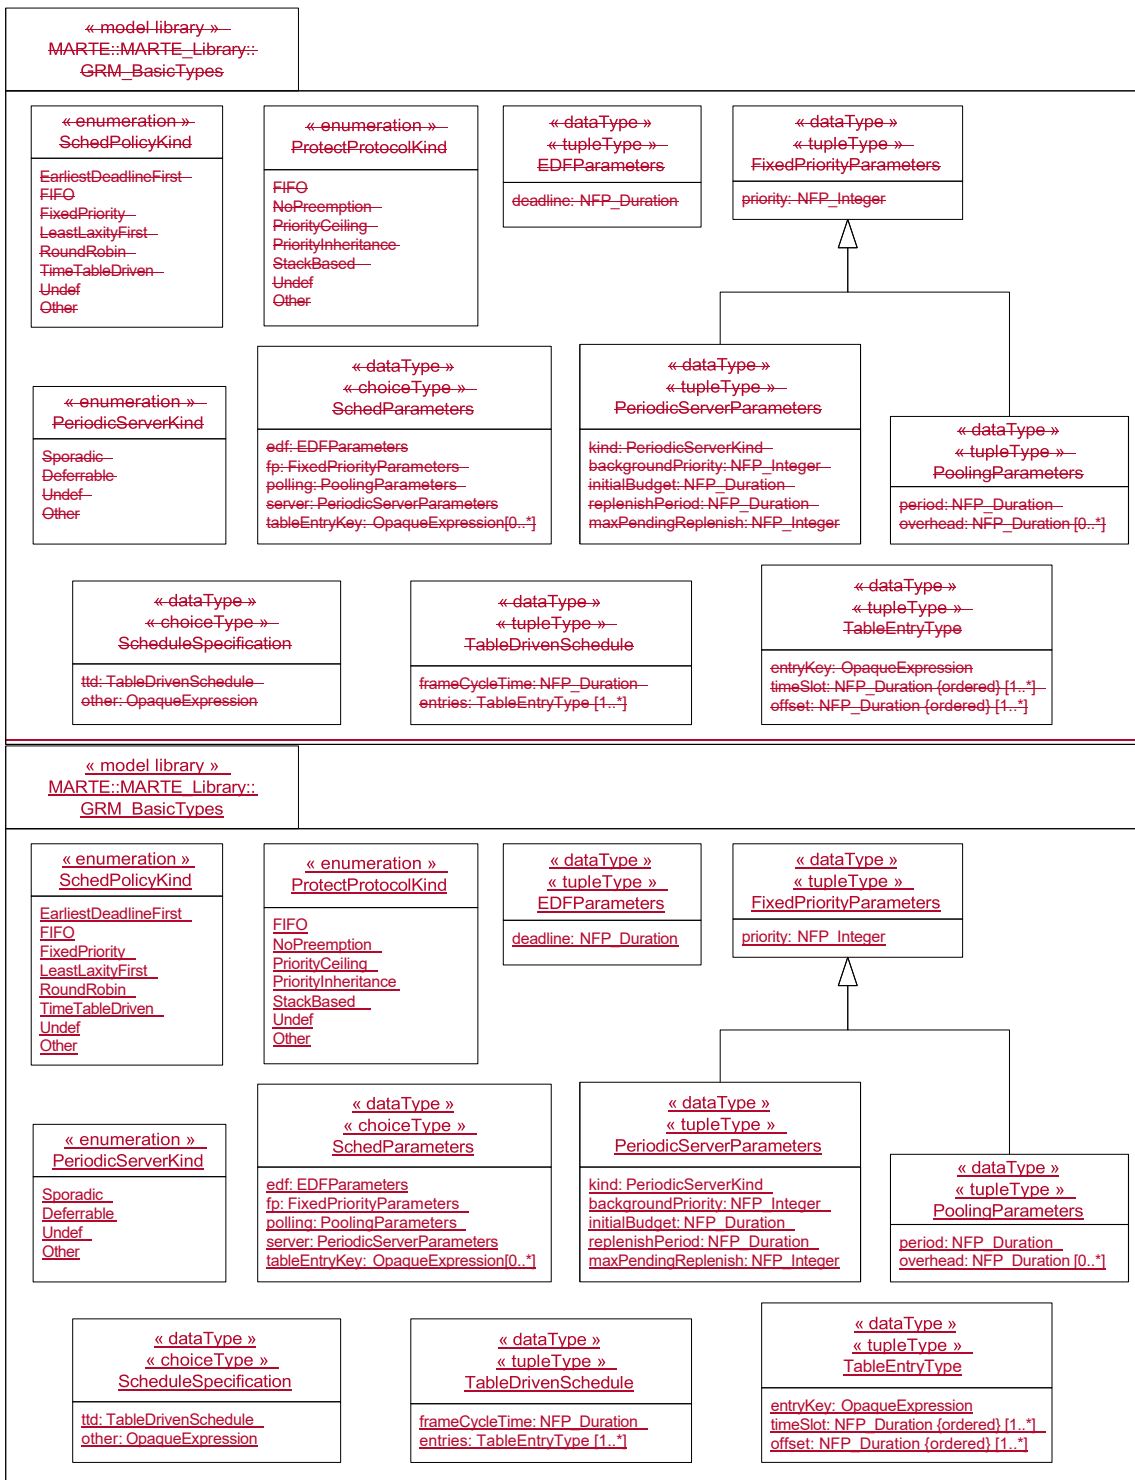 « model library »
MARTE::MARTE_Library::
GRM_BasicTypes
« enumeration »
SchedPolicyKind
EarliestDeadlineFirst
FIFO
FixedPriority
LeastLaxityFirst
RoundRobin
TimeTableDriven
Undef
Other
« enumeration »
ProtectProtocolKind
FIFO
NoPreemption
PriorityCeiling
PriorityInheritance
StackBased
Undef
Other
« dataType »
« tupleType »
EDFParameters
deadline: NFP_Duration
« dataType »
« tupleType »
FixedPriorityParameters
priority: NFP_Integer
« enumeration »
PeriodicServerKind
Sporadic
Deferrable
Undef
Other
« dataType »
« choiceType »
SchedParameters
edf: EDFParameters
fp: FixedPriorityParameters
polling: PoolingParameters
server: PeriodicServerParameters
tableEntryKey: OpaqueExpression[0..*]
« dataType »
« tupleType »
PeriodicServerParameters
kind: PeriodicServerKind
backgroundPriority: NFP_Integer
initialBudget: NFP_Duration
replenishPeriod: NFP_Duration
maxPendingReplenish: NFP_Integer
« dataType »
« tupleType »
PoolingParameters
period: NFP_Duration
overhead: NFP_Duration [0..*]
« dataType »
« choiceType »
ScheduleSpecification
ttd: TableDrivenSchedule
other: OpaqueExpression
« dataType »
« tupleType »
TableDrivenSchedule
frameCycleTime: NFP_Duration
entries: TableEntryType [1..*]
« dataType »
« tupleType »
TableEntryType
entryKey: OpaqueExpression
timeSlot: NFP_Duration {ordered} [1..*]
offset: NFP_Duration {ordered} [1..*]
« model library »
MARTE::MARTE_Library::
GRM_BasicTypes
« enumeration »
SchedPolicyKind
EarliestDeadlineFirst
FIFO
FixedPriority
LeastLaxityFirst
RoundRobin
TimeTableDriven
Undef
Other
« enumeration »
ProtectProtocolKind
FIFO
NoPreemption
PriorityCeiling
PriorityInheritance
StackBased
Undef
Other
« dataType »
« tupleType »
EDFParameters
deadline: NFP_Duration
« dataType »
« tupleType »
FixedPriorityParameters
priority: NFP_Integer
« enumeration »
PeriodicServerKind
Sporadic
Deferrable
Undef
Other
« dataType »
« choiceType »
SchedParameters
edf: EDFParameters
fp: FixedPriorityParameters
polling: PoolingParameters
server: PeriodicServerParameters
tableEntryKey: OpaqueExpression[0..*]
« dataType »
« tupleType »
PeriodicServerParameters
kind: PeriodicServerKind
backgroundPriority: NFP_Integer
initialBudget: NFP_Duration
replenishPeriod: NFP_Duration
maxPendingReplenish: NFP_Integer
« dataType »
« tupleType »
PoolingParameters
period: NFP_Duration
overhead: NFP_Duration [0..*]
« dataType »
« choiceType »
ScheduleSpecification
ttd: TableDrivenSchedule
other: OpaqueExpression
« dataType »
« tupleType »
TableDrivenSchedule
frameCycleTime: NFP_Duration
entries: TableEntryType [1..*]
« dataType »
« tupleType »
TableEntryType
entryKey: OpaqueExpression
timeSlot: NFP_Duration {ordered} [1..*]
offset: NFP_Duration {ordered} [1..*]